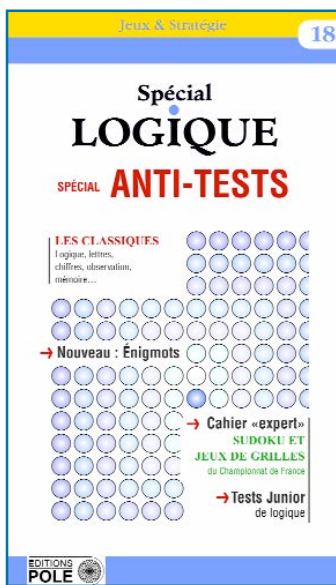 Jeux & Stratégie
18
Spécial
LOGIQUE
SPÉCIAL ANTI-TESTS
LES CLASSIQUES
Logique, lettres,
chiffres, observation,
mémoire...
→ Nouveau : Énigmots
→ Cahier «expert»
SUDOKU ET
JEUX DE GRILLES
du Championnat de France
→Tests Junior
de logique
EDITIONS
POLE